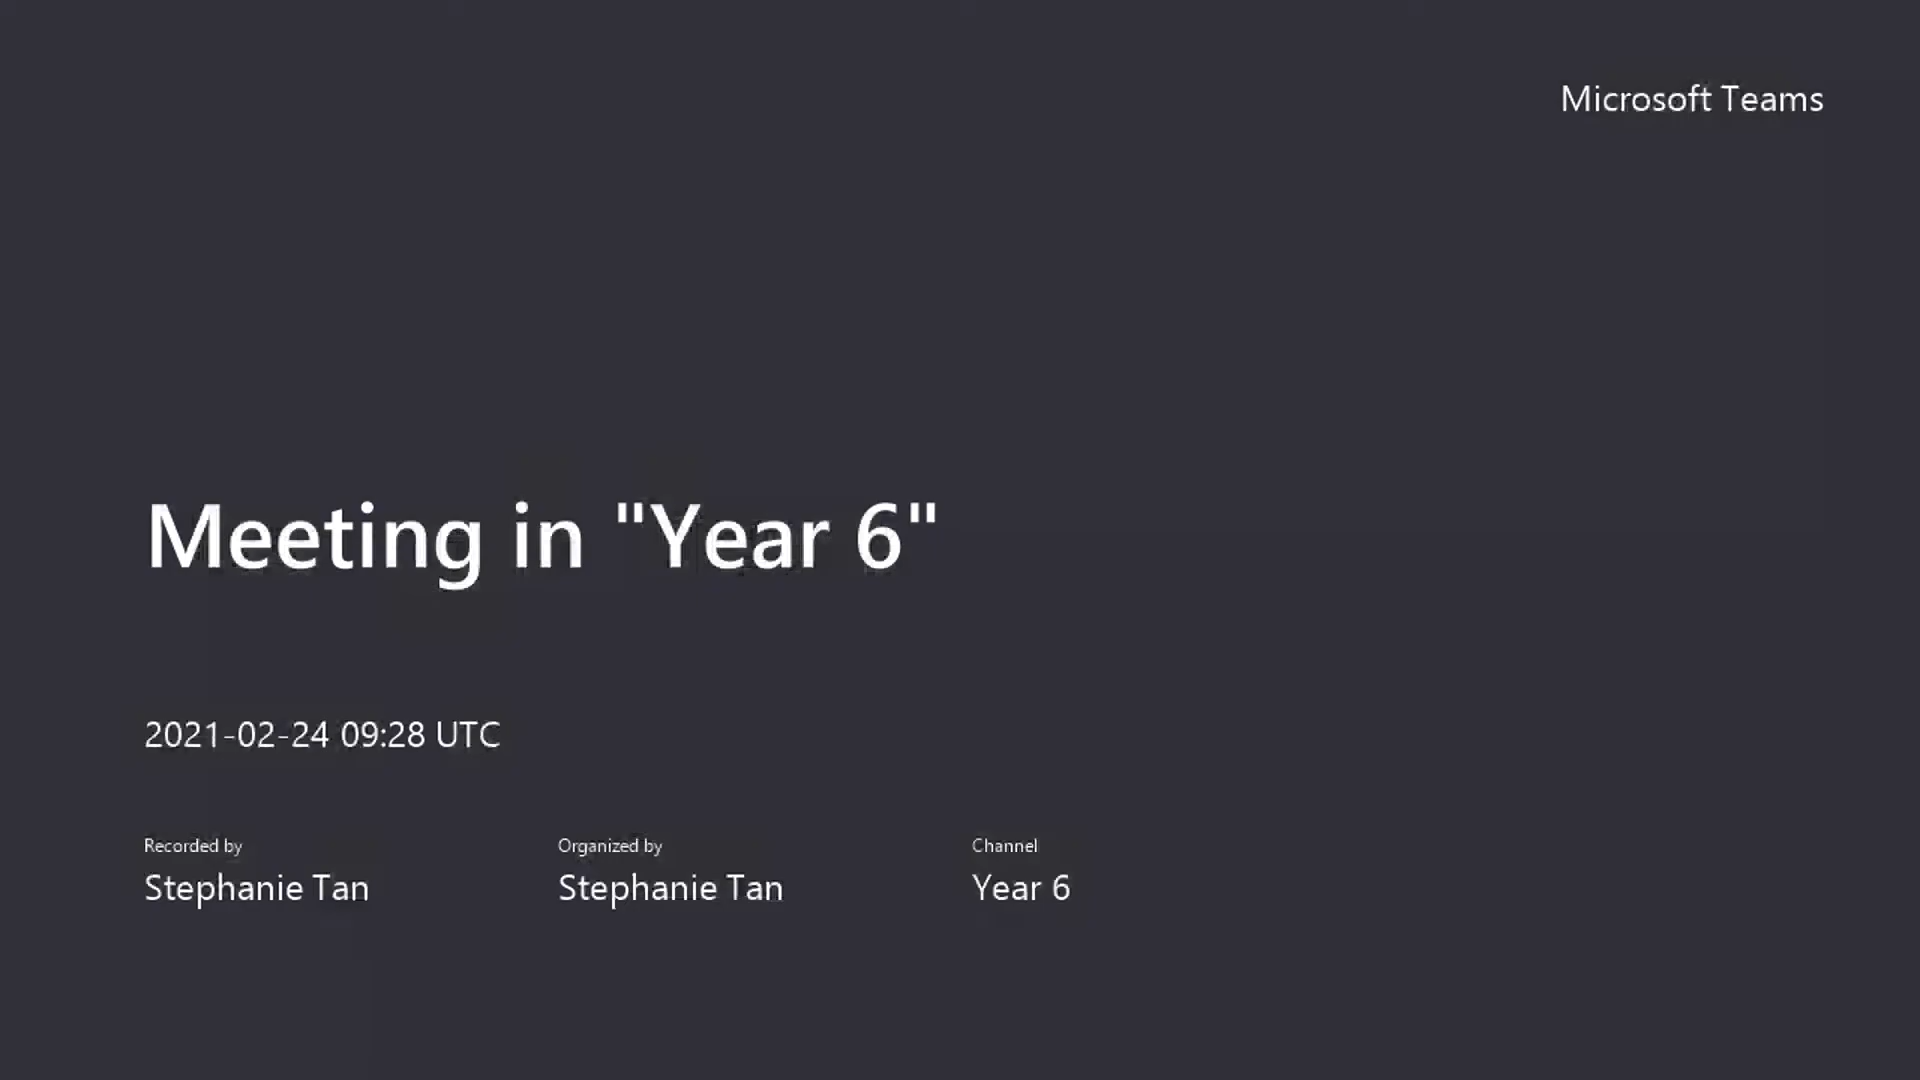 Microsoft Teams
Meeting in "Year 6"
2021-02-24 09:28 UTC
Recorded by
Stephanie Tan
Organized by
Stephanie Tan
Channel
Year 6